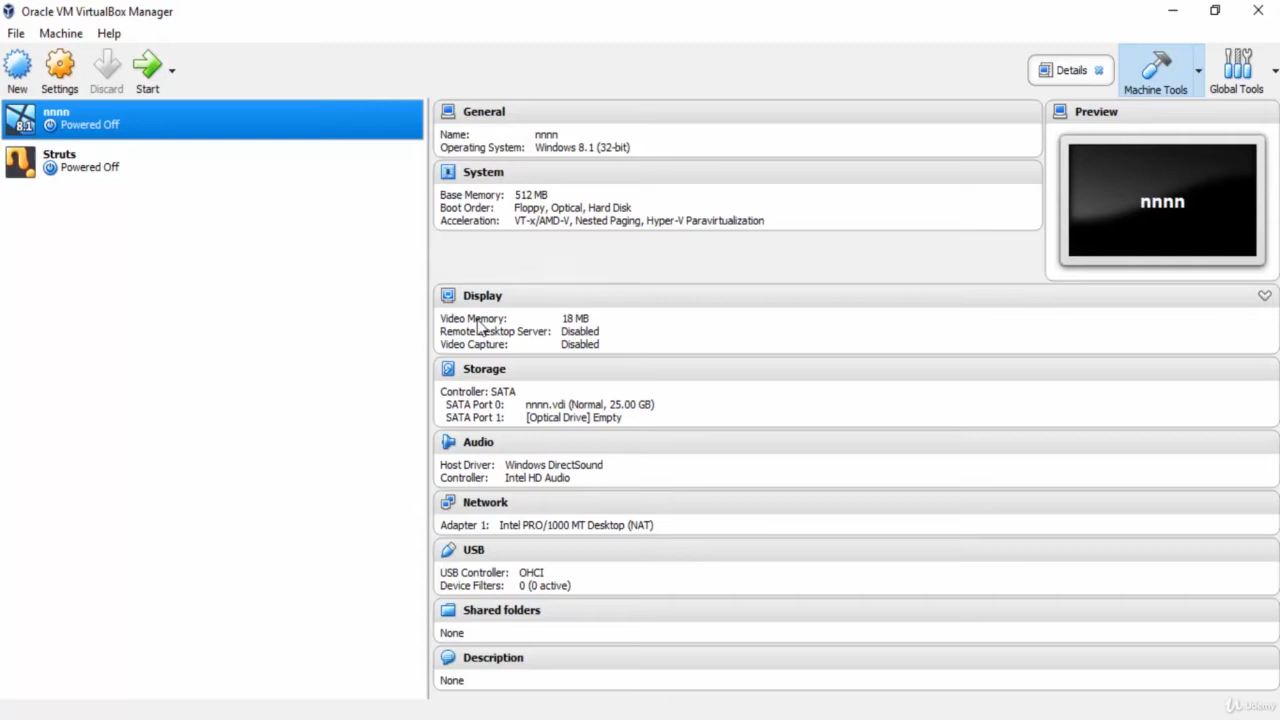 Oracle VM VirtualBox Manager
File Machine Help
New Settings Discard Start
Details Machine Tools Global Tools
nnnn
8.1 Powered Off
Struts
Powered Off
General
Name: nnnn
Operating System: Windows 8.1 (32-bit)
System
Base Memory: 512 MB
Boot Order: Floppy, Optical, Hard Disk
Acceleration: VT-x/AMD-V, Nested Paging, Hyper-V Paravirtualization
Preview
nnnn
Display
Video Memory: 18 MB
Remote Desktop Server: Disabled
Video Capture: Disabled
Storage
Controller: SATA
SATA Port 0: nnnn.vdi (Normal, 25.00 GB)
SATA Port 1: [Optical Drive] Empty
Audio
Host Driver: Windows DirectSound
Controller: Intel HD Audio
Network
Adapter 1: Intel PRO/1000 MT Desktop (NAT)
USB
USB Controller: OHCI
Device Filters: 0 (0 active)
Shared folders
None
Description
None
Udemy